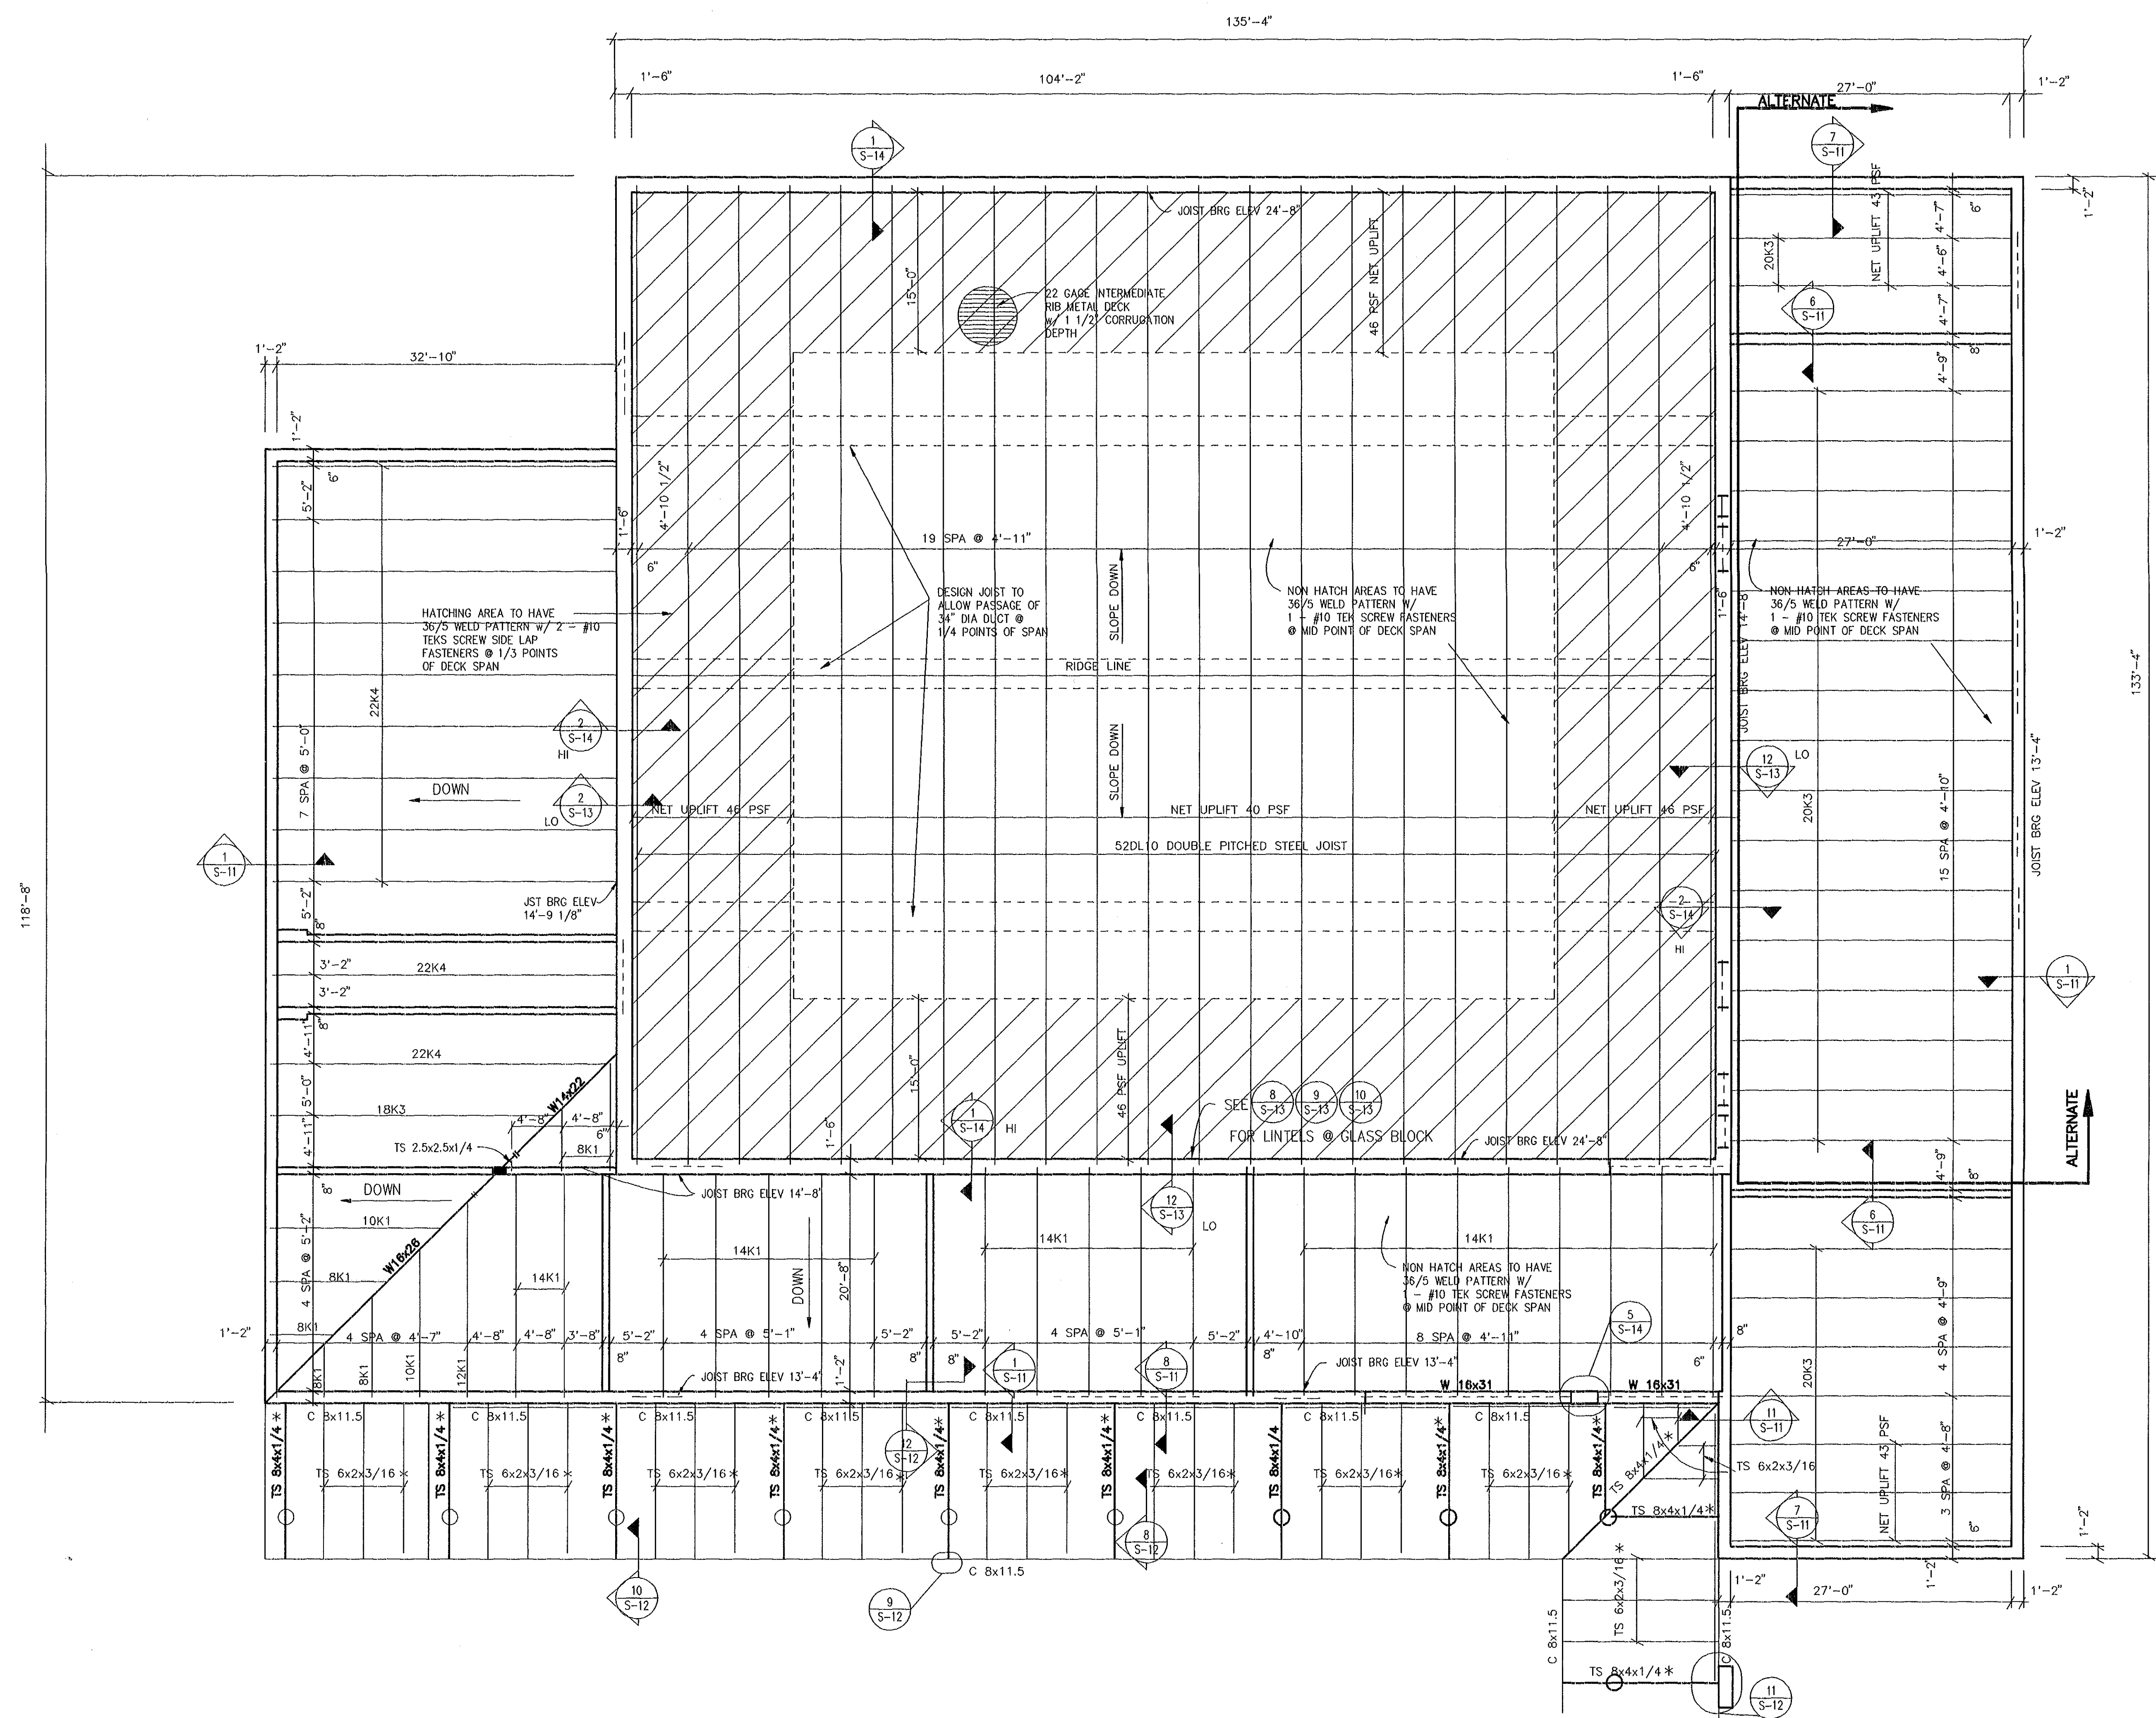 135'-4"
1'-6"
104'-2"
1'-6"
27'-0"
1'-2"
ALTERNATE
1
S-14
7
S-11
JOIST BRG ELEV 24'-8"
15'-0"
46 PSF NET UPLIFT
22 GAGE INTERMEDIATE
RIB METAL DECK
w/ 1 1/2" CORRUGATION
DEPTH
20K3
NET UPLIFT 43 PSF
4'-7"
6"
4'-6"
4'-7"
1'-2"
6
S-11
8"
4'-9"
1'-2"
32'-10"
1'-2"
6"
5'-2"
1'-6"
4'-10 1/2"
6"
19 SPA @ 4'-11"
4'-10 1/2"
6"
1'-6"
27'-0"
1'-2"
HATCHING AREA TO HAVE
36/5 WELD PATTERN w/ 2 - #10
TEKS SCREW SIDE LAP
FASTENERS @ 1/3 POINTS
OF DECK SPAN
DESIGN JOIST TO
ALLOW PASSAGE OF
34" DIA DUCT @
1/4 POINTS OF SPAN
SLOPE DOWN
NON HATCH AREAS TO HAVE
36/5 WELD PATTERN W/
1 - #10 TEK SCREW FASTENERS
@ MID POINT OF DECK SPAN
NON HATCH AREAS TO HAVE
36/5 WELD PATTERN W/
1 - #10 TEK SCREW FASTENERS
@ MID POINT OF DECK SPAN
JOIST BRG ELEV 14'-8"
RIDGE LINE
133'-4"
22K4
7 SPA @ 5'-0"
2
S-14
HI
2
S-13
LO
DOWN
SLOPE DOWN
NET UPLIFT 46 PSF
NET UPLIFT 40 PSF
NET UPLIFT 46 PSF
52DL10 DOUBLE PITCHED STEEL JOIST
12
S-13
LO
20K3
15 SPA @ 4'-10"
JOIST BRG ELEV 13'-4"
1
S-11
118'-8"
JST BRG ELEV
14'-9 1/8"
5'-2"
8"
2
S-14
HI
1
S-11
3'-2"
22K4
3'-2"
8"
4'-11"
22K4
5'-0"
18K3
W14x22
4'-8"
4'-8"
6"
4'-11"
TS 2.5x2.5x1/4
8K1
8"
15'-0"
46 PSF UPLIFT
1'-6"
1
S-14
HI
SEE
8
S-13
9
S-13
10
S-13
FOR LINTELS @ GLASS BLOCK
JOIST BRG ELEV 24'-8"
ALTERNATE
4'-9"
8"
6
S-11
DOWN
JOIST BRG ELEV 14'-8"
12
S-13
LO
10K1
4 SPA @ 5'-2"
W16x26
8K1
14K1
14K1
DOWN
20'-8"
14K1
14K1
NON HATCH AREAS TO HAVE
36/5 WELD PATTERN W/
1 - #10 TEK SCREW FASTENERS
@ MID POINT OF DECK SPAN
5
S-14
1'-2"
8K1
4 SPA @ 4'-7"
4'-8"
4'-8"
3'-8"
8"
5'-2"
4 SPA @ 5'-1"
5'-2"
8"
5'-2"
8"
4 SPA @ 5'-1"
5'-2"
4'-10"
8"
8 SPA @ 4'-11"
6"
8"
8K1
8K1
10K1
12K1
JOIST BRG ELEV 13'-4"
1'-2"
1
S-11
8
S-11
JOIST BRG ELEV 13'-4"
W 16x31
W 16x31
20K3
4 SPA @ 4'-9"
3 SPA @ 4'-8"
NET UPLIFT 43 PSF
6"
1'-2"
11
S-11
C 8x11.5
C 8x11.5
C 8x11.5
C 8x11.5
C 8x11.5
C 8x11.5
C 8x11.5
C 8x11.5
TS 8x4x1/4*
TS 8x4x1/4*
TS 8x4x1/4*
TS 8x4x1/4*
TS 8x4x1/4*
TS 8x4x1/4*
TS 8x4x1/4
TS 8x4x1/4*
TS 8x4x1/4*
TS 8x4x1/4*
TS 6x2x3/16*
TS 6x2x3/16*
TS 6x2x3/16*
TS 6x2x3/16*
TS 6x2x3/16*
TS 6x2x3/16*
TS 6x2x3/16*
TS 6x2x3/16*
TS 6x2x3/16
12
S-12
8
S-12
TS 8x4x1/4*
7
S-11
10
S-12
9
S-12
C 8x11.5
TS 6x2x3/16*
1'-2"
27'-0"
1'-2"
1'-2"
C 8x11.5
C 8x11.5
TS 8x4x1/4*
11
S-12